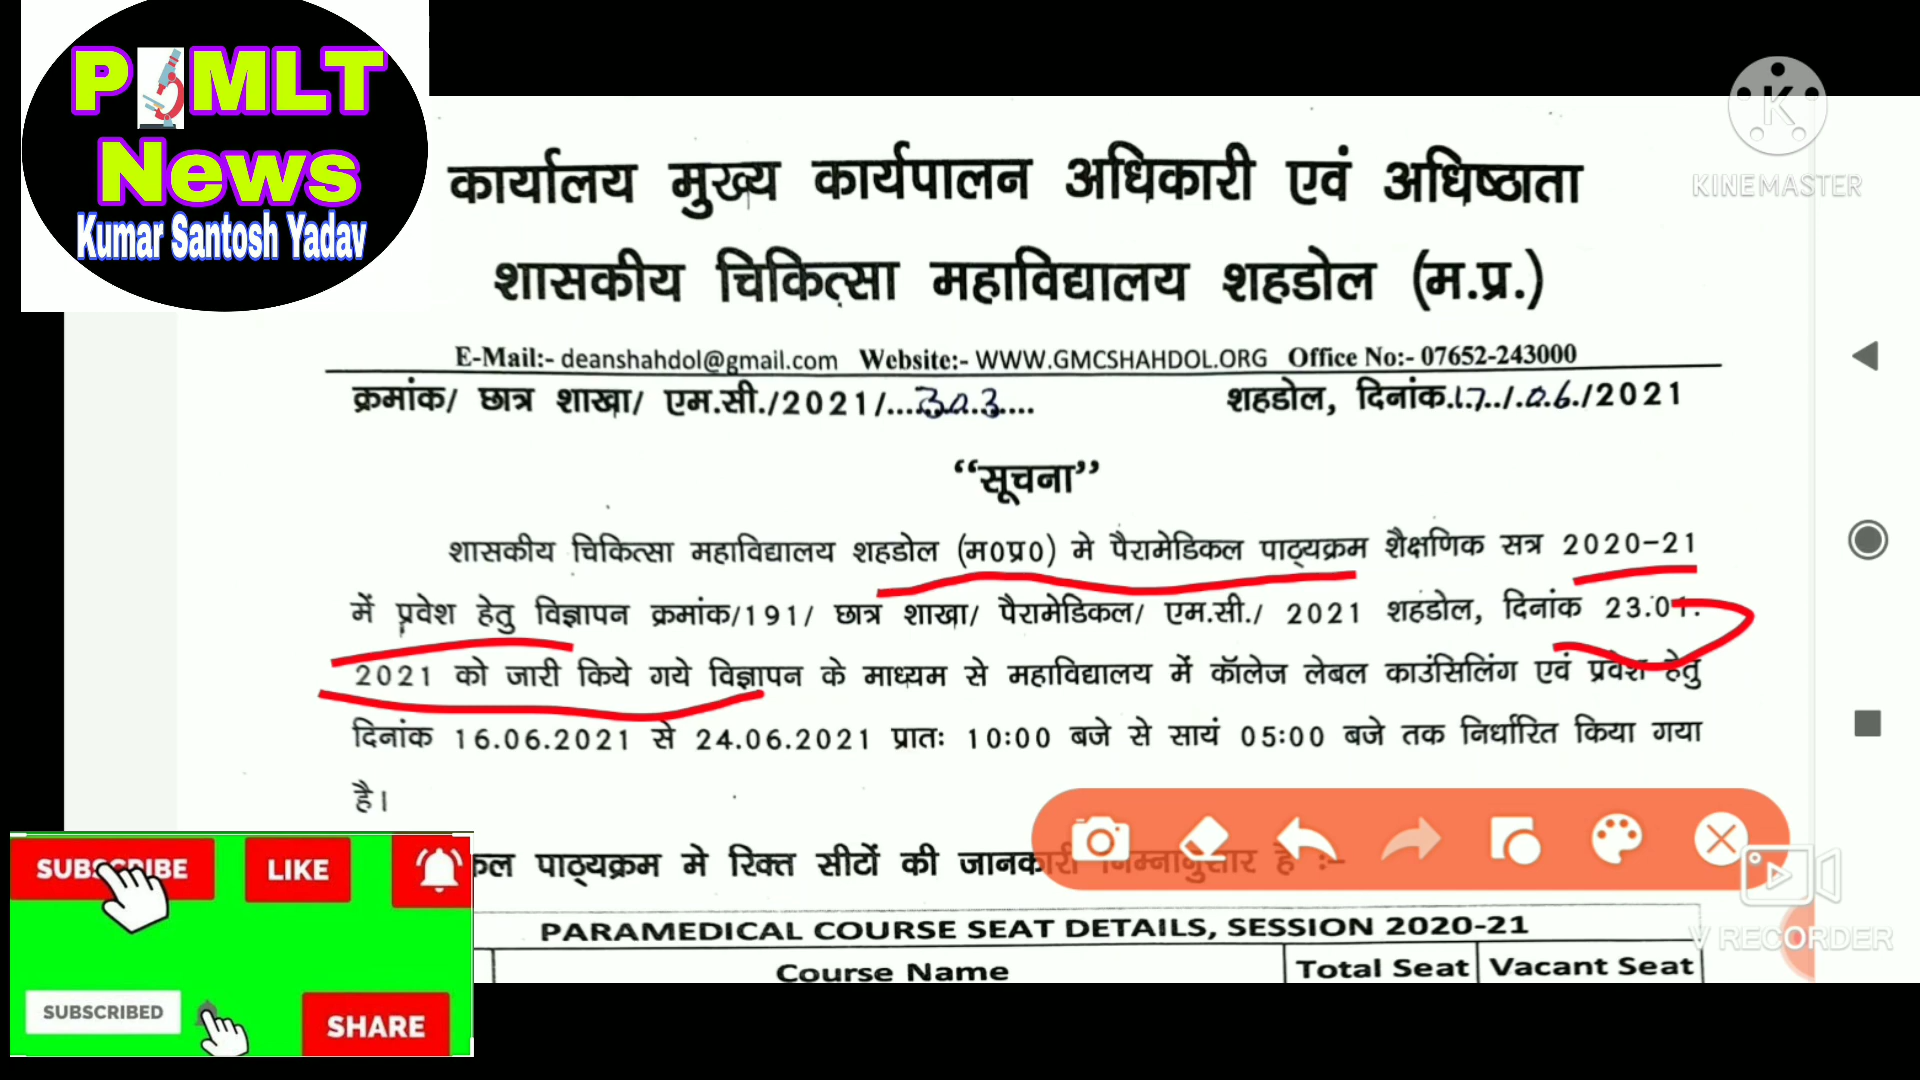 P MLT
News
Kumar Santosh Yadav
KINEMASTER
कार्यालय मुख्य कार्यपालन अधिकारी एवं अधिष्ठाता
शासकीय चिकित्सा महाविद्यालय शहडोल (म.प्र.)
E-Mail:- deanshahdol@gmail.com Website:- WWW.GMCSHAHDOL.ORG Office No:- 07652-243000
क्रमांक/ छात्र शाखा/ एम.सी./2021/....303....
शहडोल, दिनांक.17../.06./2021
“सूचना”
शासकीय चिकित्सा महाविद्यालय शहडोल (म0प्र0) मे पैरामेडिकल पाठ्यक्रम शैक्षणिक सत्र 2020-21
में प्रवेश हेतु विज्ञापन क्रमांक/191/ छात्र शाखा/ पैरामेडिकल/ एम.सी./ 2021 शहडोल, दिनांक 23.01.
2021 को जारी किये गये विज्ञापन के माध्यम से महाविद्यालय में कॉलेज लेबल काउंसिलिंग एवं प्रवेश हेतु
दिनांक 16.06.2021 से 24.06.2021 प्रातः 10:00 बजे से सायं 05:00 बजे तक निर्धारित किया गया
है।
कल पाठ्यक्रम मे रिक्त सीटों की जानकारी निम्नानुसार है :-
PARAMEDICAL COURSE SEAT DETAILS, SESSION 2020-21
Course Name Total Seat Vacant Seat
SUBSCRIBE LIKE
SUBSCRIBED SHARE
V RECORDER